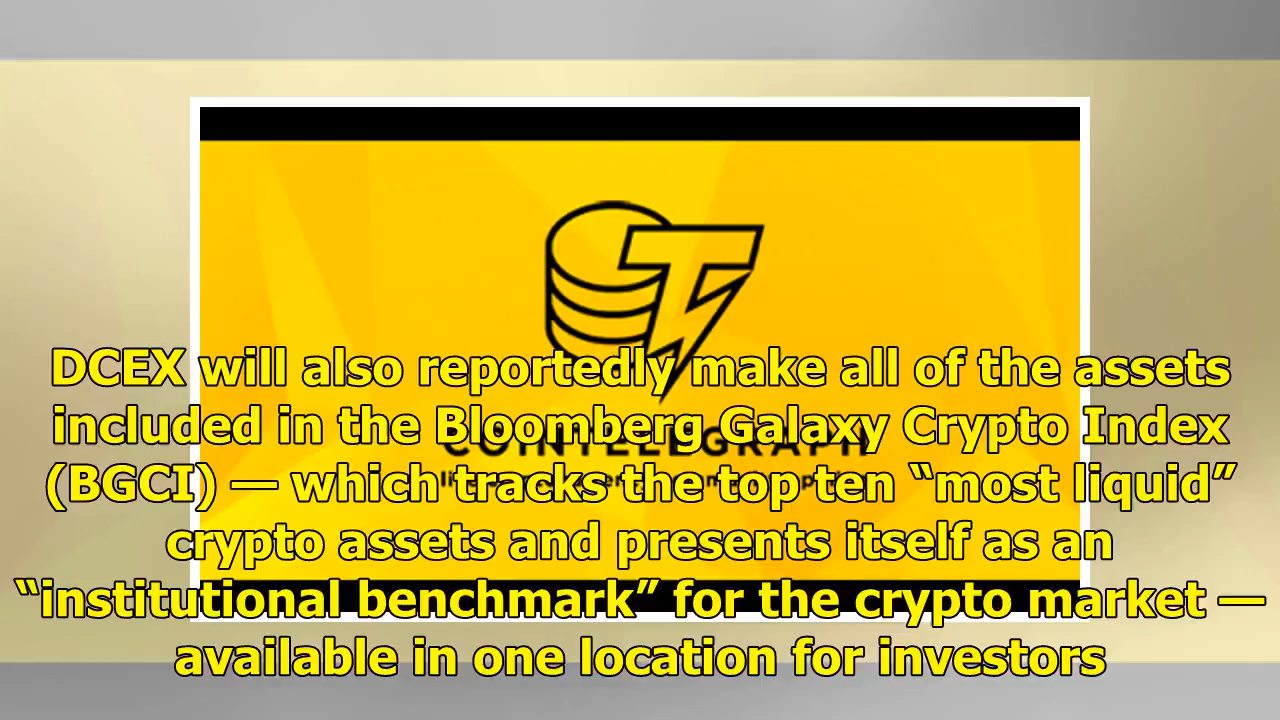 DCEX will also reportedly make all of the assets
included in the Bloomberg Galaxy Crypto Index
COINTELEGRAPH
(BGCI) — which tracks the top ten “most liquid”
crypto assets and presents itself as an
“institutional benchmark” for the crypto market —
available in one location for investors